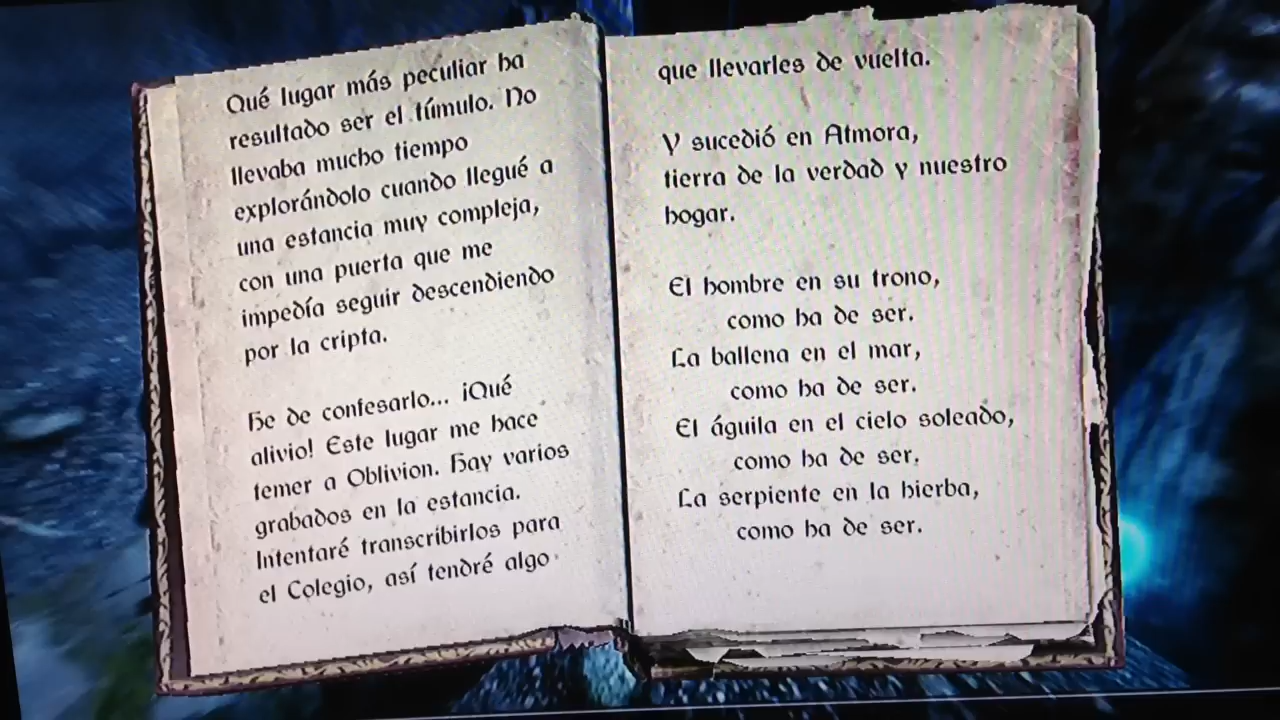 Qué lugar más peculiar ha
resultado ser el túmulo. No
llevaba mucho tiempo
explorándolo cuando llegué a
una estancia muy compleja,
con una puerta que me
impedía seguir descendiendo
por la cripta.
He de confesarlo... ¡Qué
alivio! Este lugar me hace
temer a Oblivion. Hay varios
grabados en la estancia.
Intentaré transcribirlos para
el Colegio, así tendré algo
que llevarles de vuelta.
Y sucedió en Atmora,
tierra de la verdad y nuestro
hogar.
El hombre en su trono,
como ha de ser.
La ballena en el mar,
como ha de ser.
El águila en el cielo soleado,
como ha de ser.
La serpiente en la hierba,
como ha de ser.